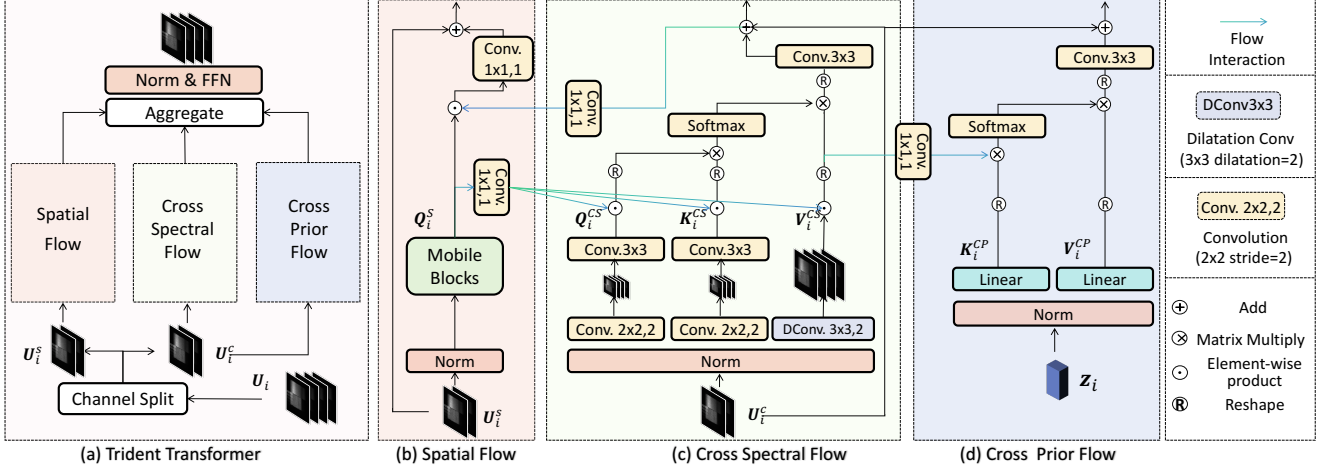 Norm & FFN
Aggregate
Spatial
Flow
Cross
Spectral
Flow
Cross
Prior
Flow
U_i^s
U_i^c
U_i
Channel Split
(a) Trident Transformer
Conv.
1x1,1
Conv.
1x1,1
Q_i^S
Mobile
Blocks
Norm
U_i^s
(b) Spatial Flow
Conv.
1x1,1
Conv.3x3
R
Softmax
R
R
R
Q_i^CS
K_i^CS
V_i^CS
Conv.3x3
Conv.3x3
Conv. 2x2,2
Conv. 2x2,2
DConv. 3x3,2
Norm
U_i^c
(c) Cross Spectral Flow
Conv.3x3
R
Conv.
1x1,1
Softmax
R
R
K_i^CP
V_i^CP
Linear
Linear
Norm
z_i
(d) Cross Prior Flow
Flow
Interaction
DConv3x3
Dilatation Conv
(3x3 dilatation=2)
Conv. 2x2,2
Convolution
(2x2 stride=2)
Add
Matrix Multiply
Element-wise
product
R Reshape